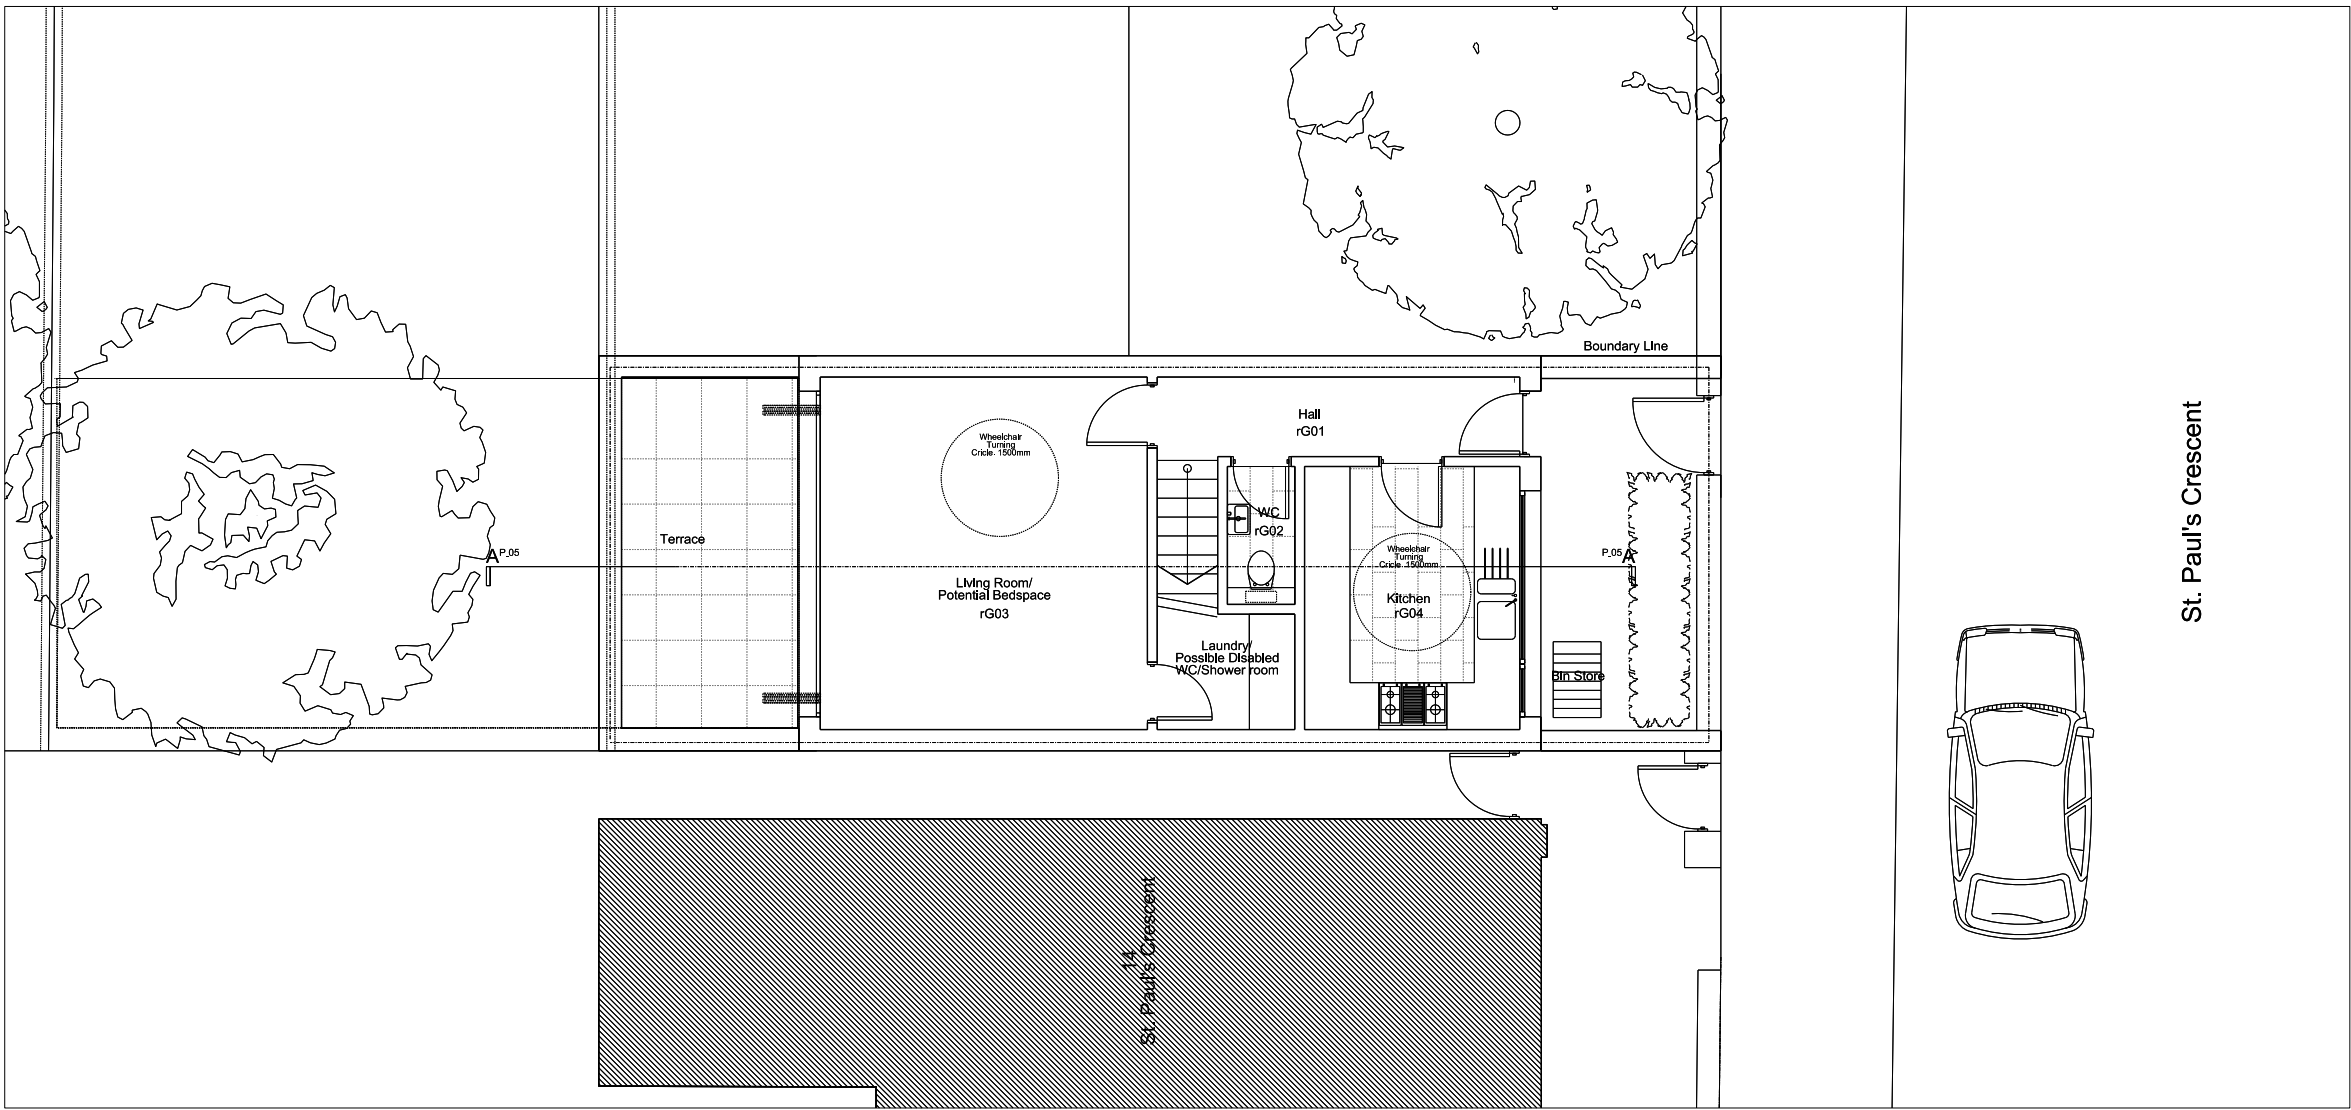 Boundary Line
Hall
rG01
Wheelchair
Turning
Cricle. 1500mm
WC
rG02
Terrace
A P_05
P_05 A
Wheelchair
Turning
Cricle. 1500mm
Living Room/
Potential Bedspace
rG03
Kitchen
rG04
Laundry/
Possible Disabled
WC/Shower room
Bin Store
St. Paul's Crescent
14
St. Paul's Crescent